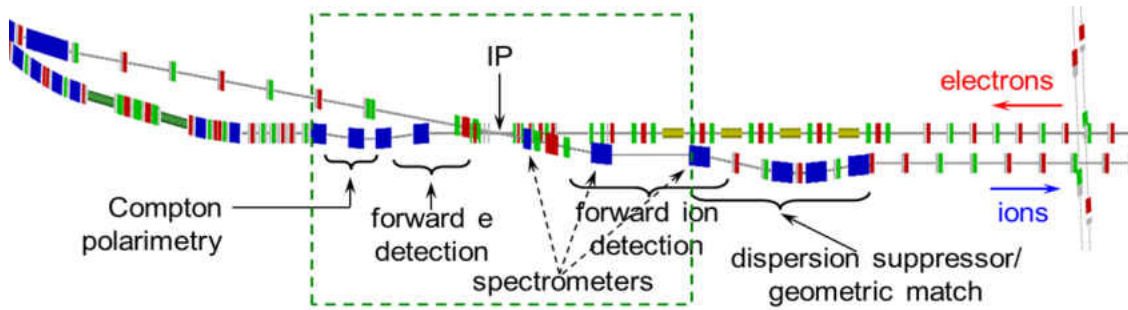 IP
electrons
Compton
polarimetry
forward e
detection
forward ion
detection
ions
spectrometers
dispersion suppressor/
geometric match